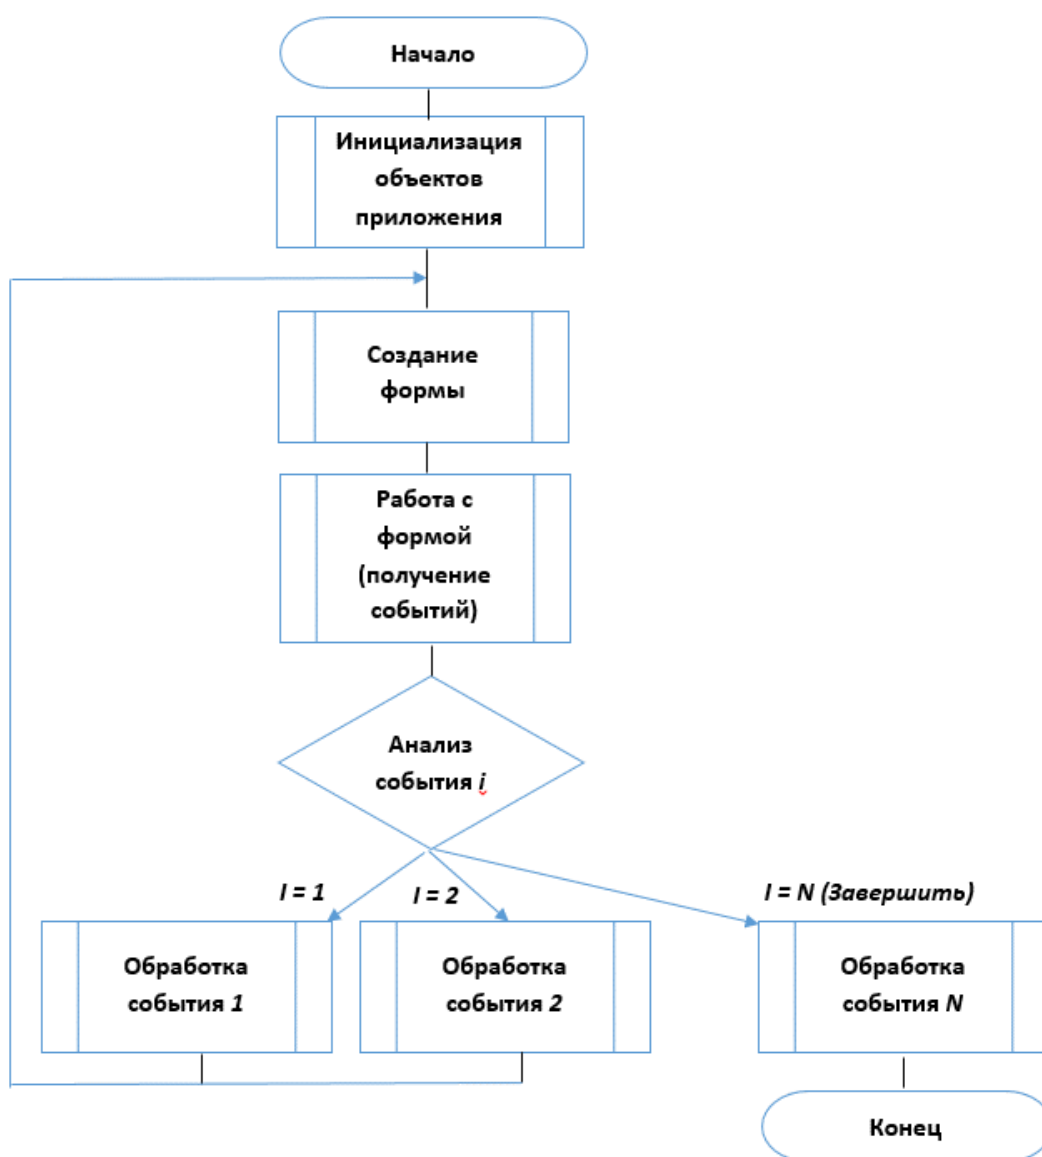 Начало
Инициализация
объектов
приложения
Создание
формы
Работа с
формой
(получение
событий)
Анализ
события i
I = 1
I = 2
I = N (Завершить)
Обработка
события 1
Обработка
события 2
Обработка
события N
Конец